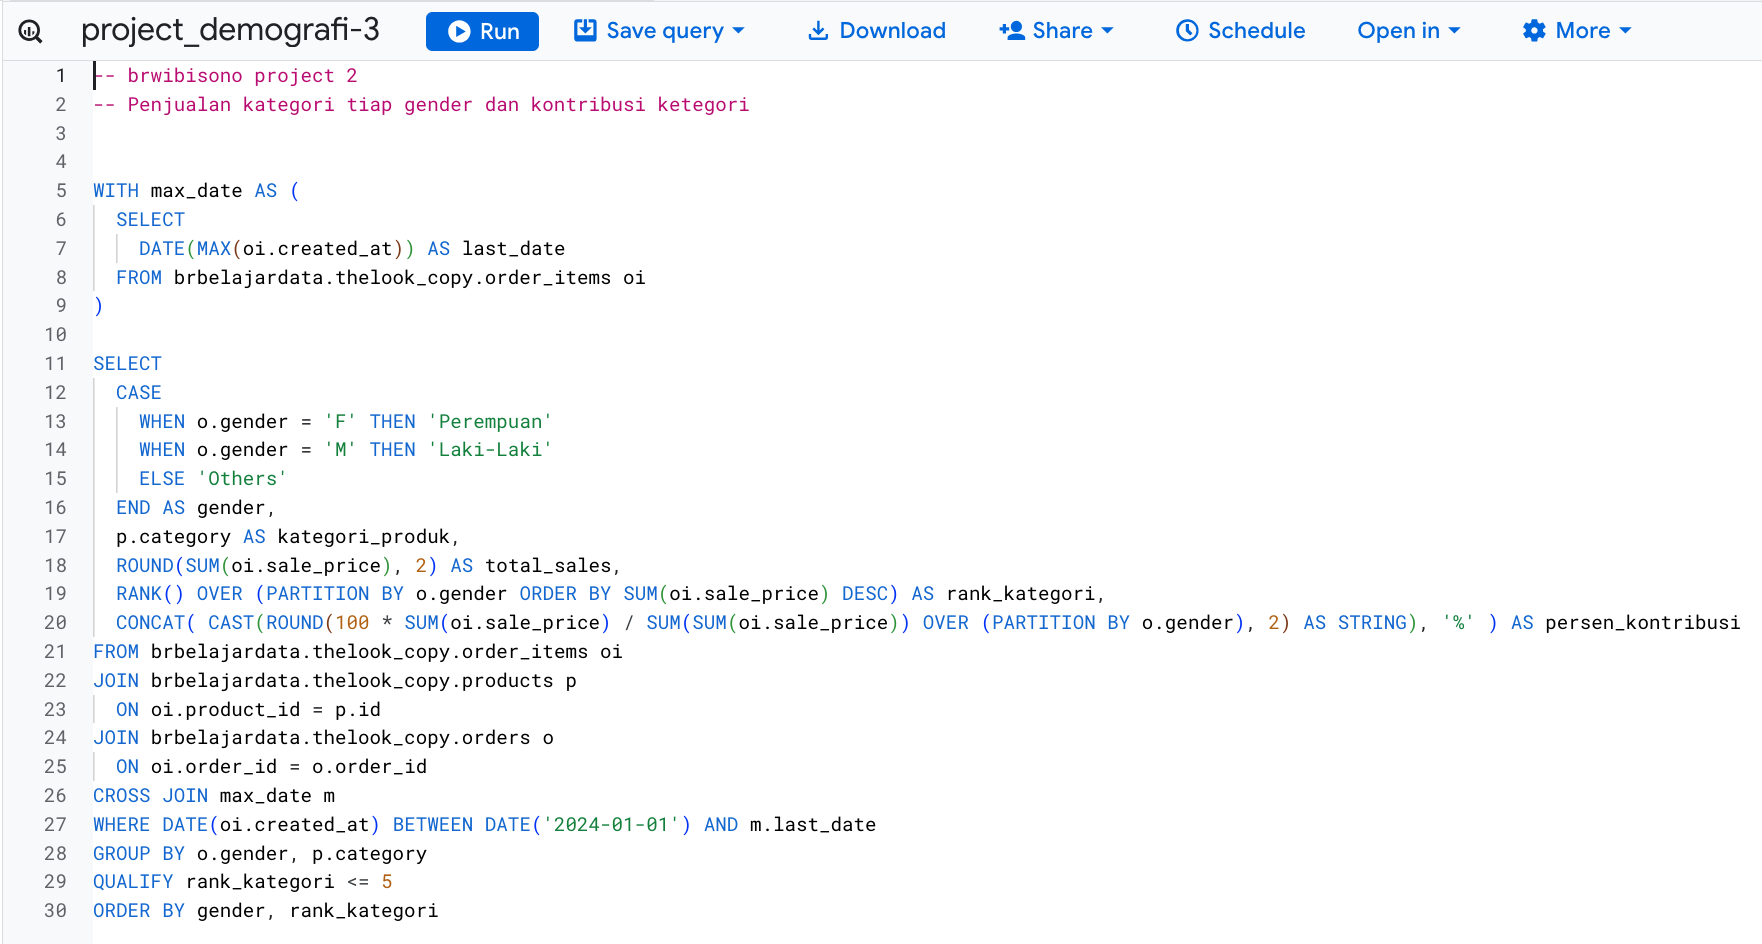 project_demografi-3 Run Save query Download Share Schedule Open in More
1 -- brwibisono project 2
2 -- Penjualan kategori tiap gender dan kontribusi ketegori
3
4
5 WITH max_date AS (
6 SELECT
7 DATE(MAX(oi.created_at)) AS last_date
8 FROM brbelajardata.thelook_copy.order_items oi
9 )
10
11 SELECT
12 CASE
13 WHEN o.gender = 'F' THEN 'Perempuan'
14 WHEN o.gender = 'M' THEN 'Laki-Laki'
15 ELSE 'Others'
16 END AS gender,
17 p.category AS kategori_produk,
18 ROUND(SUM(oi.sale_price), 2) AS total_sales,
19 RANK() OVER (PARTITION BY o.gender ORDER BY SUM(oi.sale_price) DESC) AS rank_kategori,
20 CONCAT( CAST(ROUND(100 * SUM(oi.sale_price) / SUM(SUM(oi.sale_price)) OVER (PARTITION BY o.gender), 2) AS STRING), '%' ) AS persen_kontribusi
21 FROM brbelajardata.thelook_copy.order_items oi
22 JOIN brbelajardata.thelook_copy.products p
23 ON oi.product_id = p.id
24 JOIN brbelajardata.thelook_copy.orders o
25 ON oi.order_id = o.order_id
26 CROSS JOIN max_date m
27 WHERE DATE(oi.created_at) BETWEEN DATE('2024-01-01') AND m.last_date
28 GROUP BY o.gender, p.category
29 QUALIFY rank_kategori <= 5
30 ORDER BY gender, rank_kategori